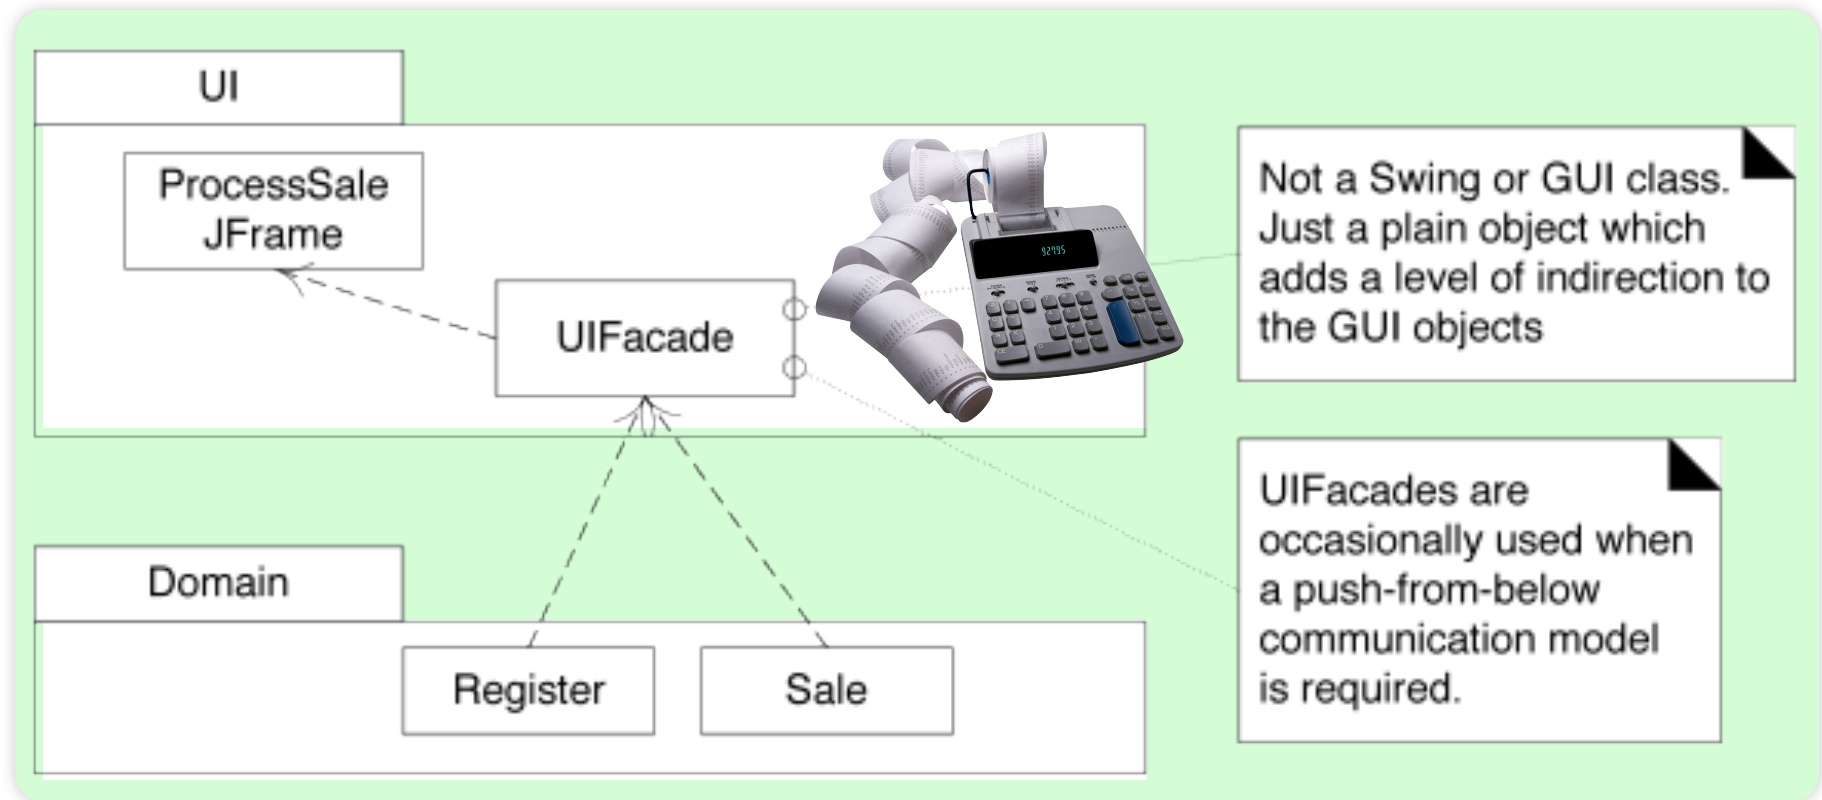 UI
ProcessSale
JFrame
UIFacade
92795
Not a Swing or GUI class.
Just a plain object which
adds a level of indirection to
the GUI objects
UIFacades are
occasionally used when
a push-from-below
communication model
is required.
Domain
Register
Sale